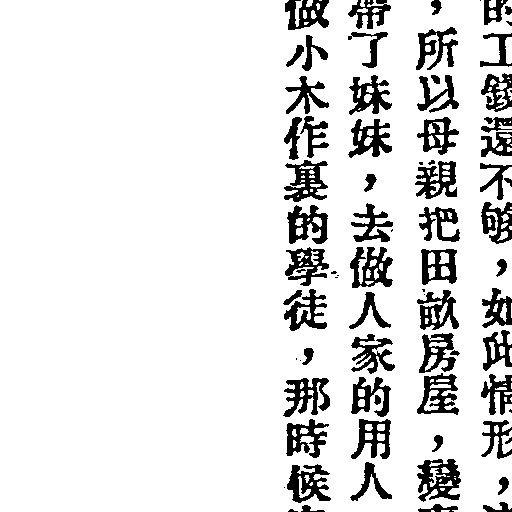 的工錢還不够，如此情形，
，所以母親把田畝房屋，變
帶了妹妹，去做人家的用人
做小木作裏的學徒，那時候